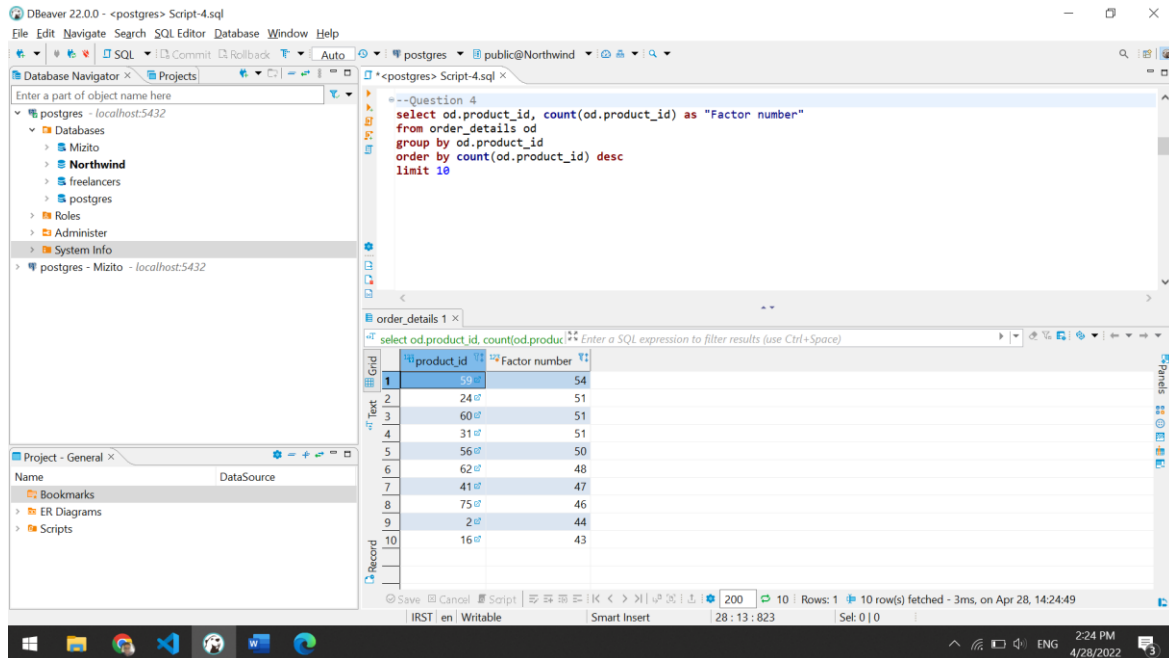 DBeaver 22.0.0 - <postgres> Script-4.sql
File Edit Navigate Search SQL Editor Database Window Help
SQL Commit Rollback Auto postgres public@Northwind
Database Navigator Projects
Enter a part of object name here
postgres - localhost:5432
Databases
Mizito
Northwind
freelancers
postgres
Roles
Administer
System Info
postgres - Mizito - localhost:5432
Project - General
Name DataSource
Bookmarks
ER Diagrams
Scripts
*<postgres> Script-4.sql
--Question 4
select od.product_id, count(od.product_id) as "Factor number"
from order_details od
group by od.product_id
order by count(od.product_id) desc
limit 10
order_details 1
select od.product_id, count(od.produc Enter a SQL expression to filter results (use Ctrl+Space)
Grid
Text
Record
Panels
product_id Factor number
1 59 54
2 24 51
3 60 51
4 31 51
5 56 50
6 62 48
7 41 47
8 75 46
9 2 44
10 16 43
Save Cancel Script 200 10 Rows: 1 10 row(s) fetched - 3ms, on Apr 28, 14:24:49
IRST en Writable Smart Insert 28 : 13 : 823 Sel: 0 | 0
ENG 2:24 PM
4/28/2022
3